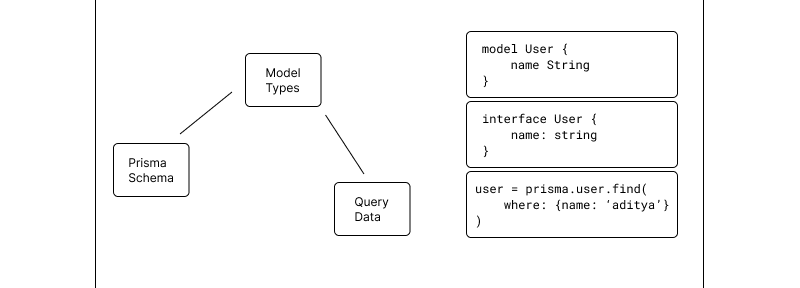 Model
Types
Prisma
Schema
Query
Data
model User {
    name String
}
interface User {
    name: string
}
user = prisma.user.find(
    where: {name: ‘aditya’}
)